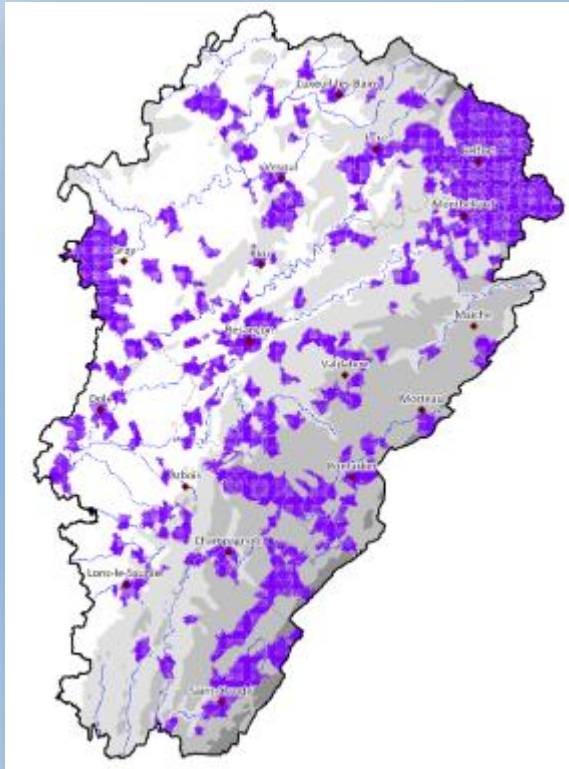 Luxeuil-les-Bains
Lure
Belfort
Vesoul
Montbéliard
Gray
Rioz
Besançon
Maîche
Valdahon
Dole
Morteau
Pontarlier
Arbois
Champagnole
Lons-le-Saunier
Saint-Claude